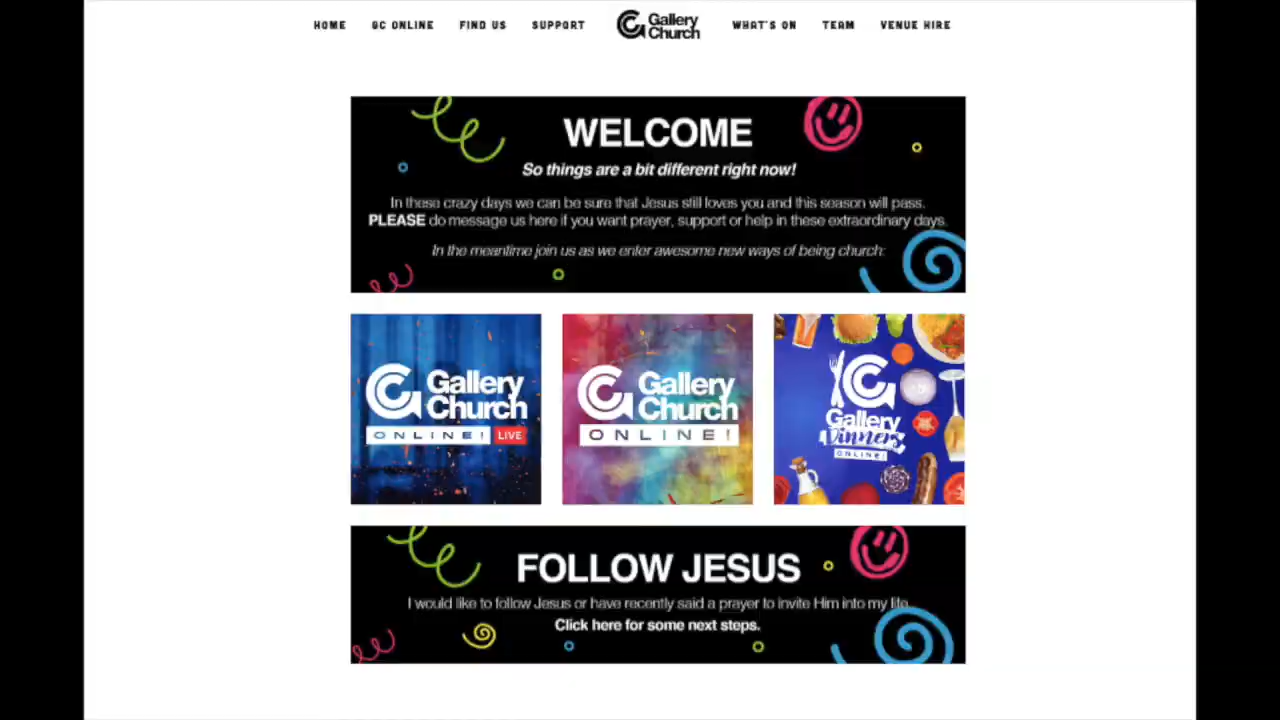 HOME GC ONLINE FIND US SUPPORT Gallery Church WHAT'S ON TEAM VENUE HIRE
WELCOME
So things are a bit different right now!
In these crazy days we can be sure that Jesus still loves you and this season will pass.
PLEASE do message us here if you want prayer, support or help in these extraordinary days.
In the meantime join us as we enter awesome new ways of being church:
Gallery
Church
ONLINE! LIVE
Gallery
Church
ONLINE!
Gallery
Dinners
ONLINE!
FOLLOW JESUS
I would like to follow Jesus or have recently said a prayer to invite Him into my life.
Click here for some next steps.